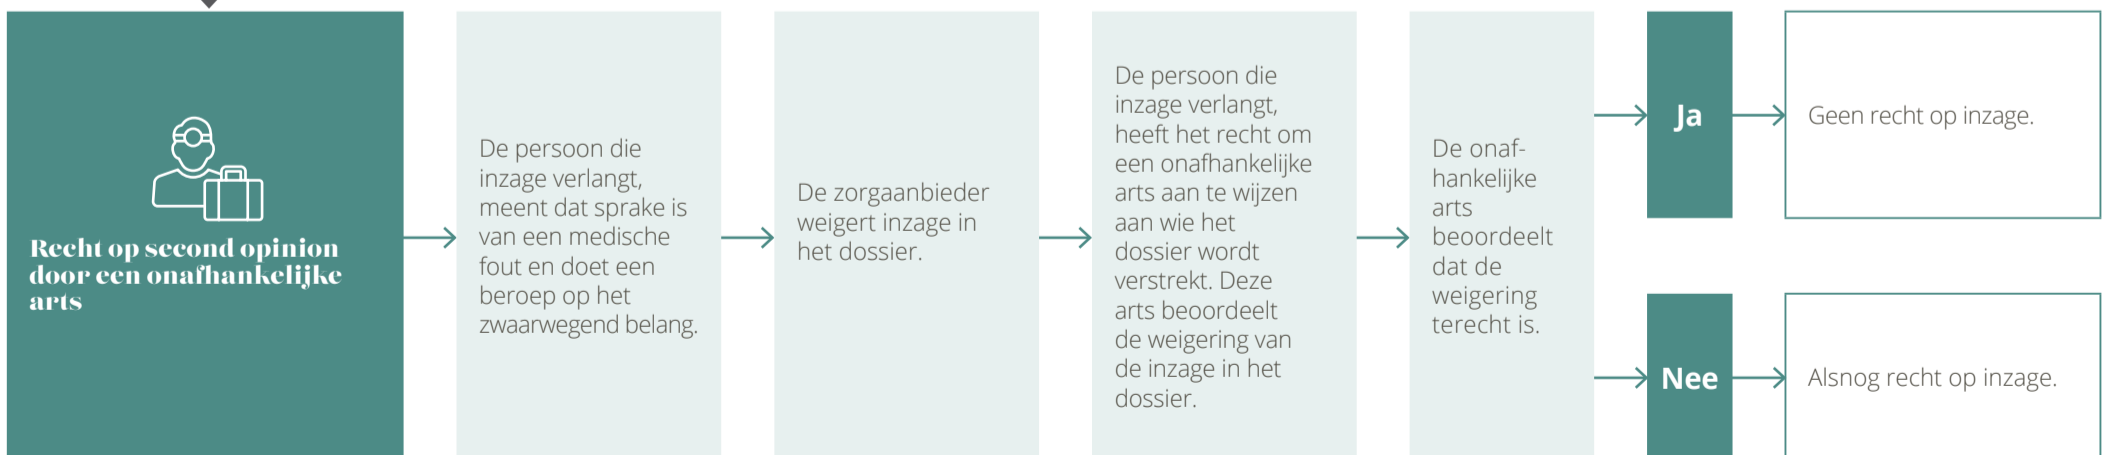 Recht op second opinion
door een onafhankelijke
arts
De persoon die
inzage verlangt,
meent dat sprake is
van een medische
fout en doet een
beroep op het
zwaarwegend belang.
De zorgaanbieder
weigert inzage in
het dossier.
De persoon die
inzage verlangt,
heeft het recht om
een onafhankelijke
arts aan te wijzen
aan wie het
dossier wordt
verstrekt. Deze
arts beoordeelt
de weigering van
de inzage in het
dossier.
De onaf-
hankelijke
arts
beoordeelt
dat de
weigering
terecht is.
Ja
Geen recht op inzage.
Nee
Alsnog recht op inzage.